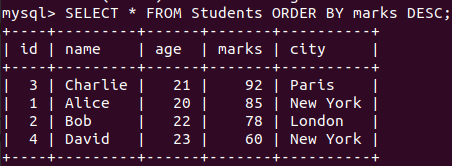 mysql> SELECT * FROM Students ORDER BY marks DESC;
+----+---------+------+-------+----------+
| id | name    | age  | marks | city     |
+----+---------+------+-------+----------+
|  3 | Charlie |   21 |    92 | Paris    |
|  1 | Alice   |   20 |    85 | New York |
|  2 | Bob     |   22 |    78 | London   |
|  4 | David   |   23 |    60 | New York |
+----+---------+------+-------+----------+